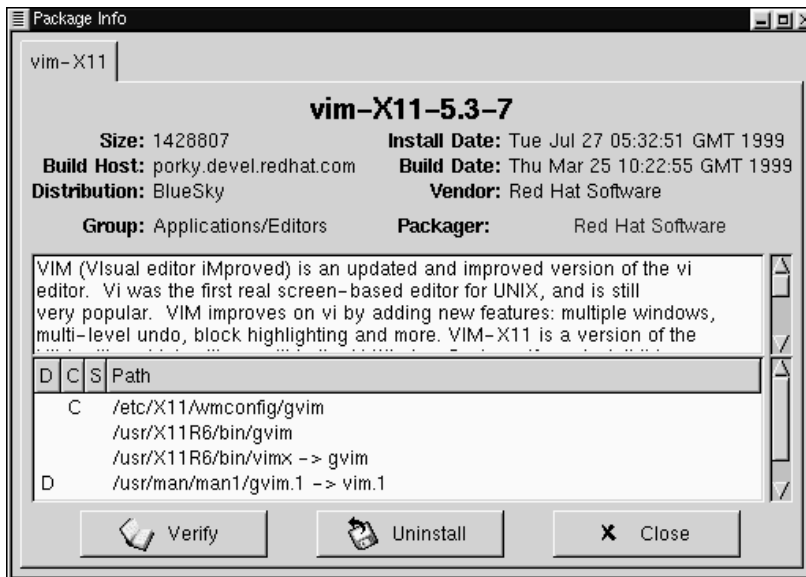 Package Info
vim-X11
vim-X11-5.3-7
Size: 1428807 Install Date: Tue Jul 27 05:32:51 GMT 1999
Build Host: porky.devel.redhat.com Build Date: Thu Mar 25 10:22:55 GMT 1999
Distribution: BlueSky Vendor: Red Hat Software
Group: Applications/Editors Packager: Red Hat Software
VIM (VIsual editor iMproved) is an updated and improved version of the vi
editor. Vi was the first real screen-based editor for UNIX, and is still
very popular. VIM improves on vi by adding new features: multiple windows,
multi-level undo, block highlighting and more. VIM-X11 is a version of the
D C S Path
C /etc/X11/wmconfig/gvim
/usr/X11R6/bin/gvim
/usr/X11R6/bin/vimx -> gvim
D /usr/man/man1/gvim.1 -> vim.1
Verify Uninstall Close